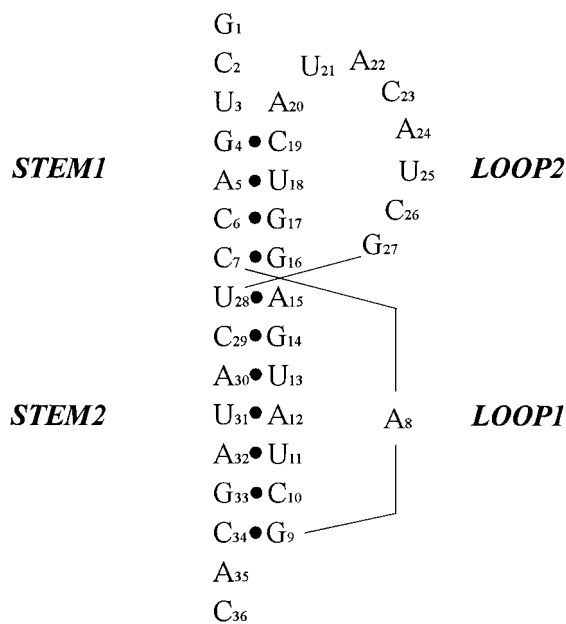 G1
C2 U21 A22
U3 A20 C23
G4 • C19 A24
STEM1 A5 • U18 U25 LOOP2
C6 • G17 C26
C7 • G16 G27
U28 • A15
C29 • G14
A30 • U13
STEM2 U31 • A12 A8 LOOP1
A32 • U11
G33 • C10
C34 • G9
A35
C36